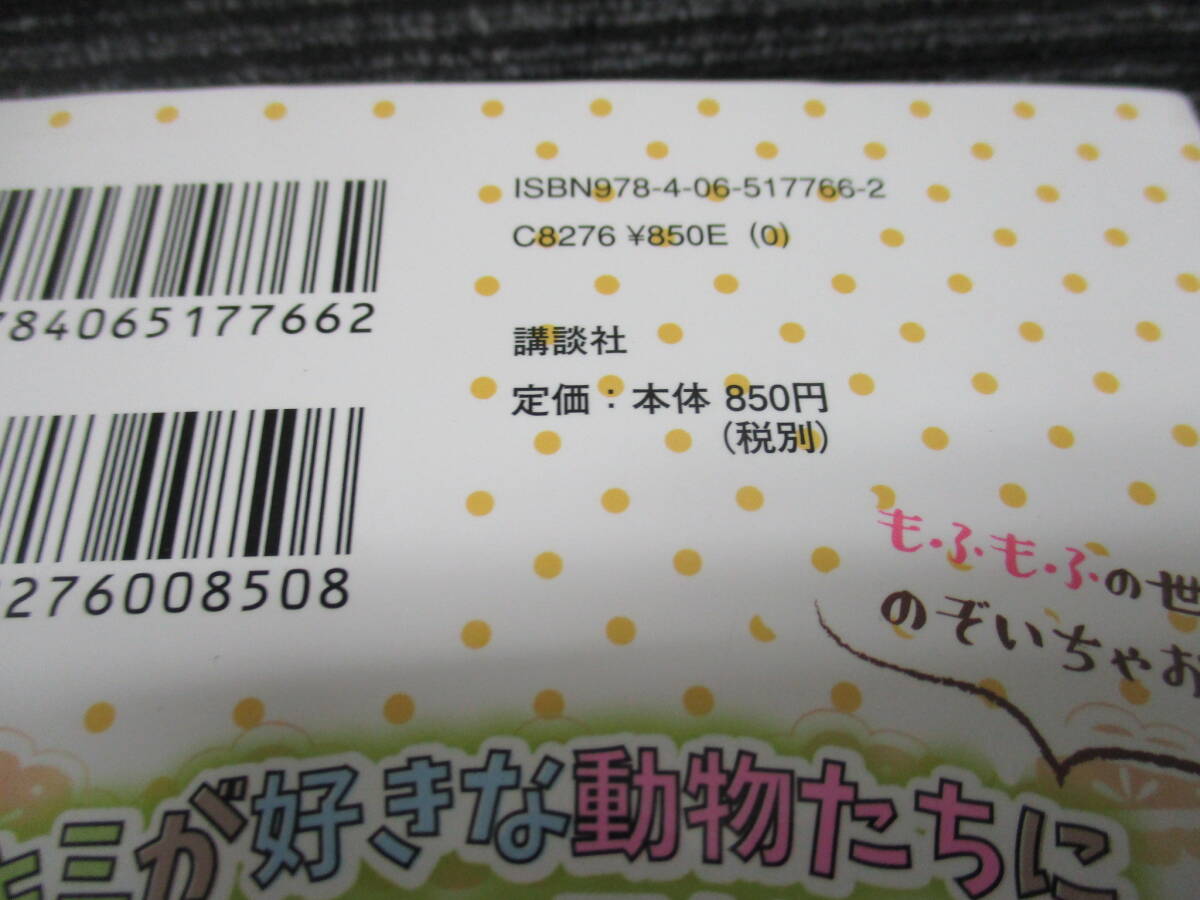 ISBN978-4-06-517766-2
C8276 ¥850E (0)
784065177662
講談社
定価：本体 850円
(税別)
276008508
もふもふの世
のぞいちゃお
キミが好きな動物たちに